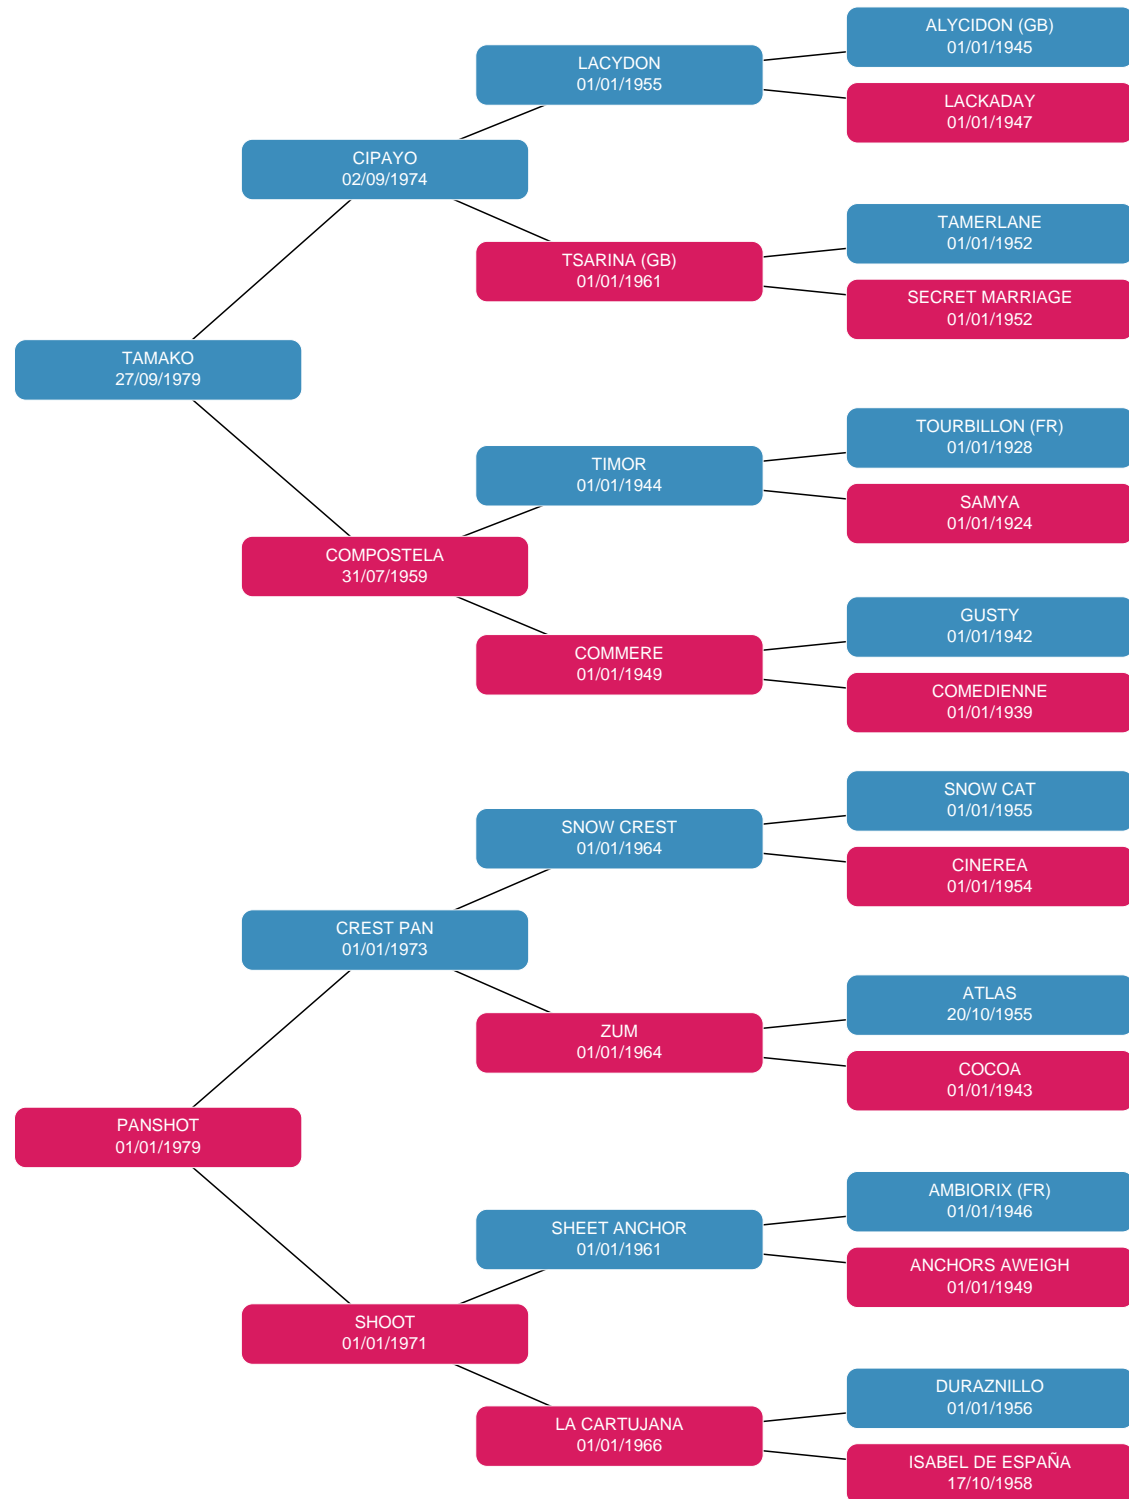 ALYCIDON (GB)
01/01/1945
LACYDON
01/01/1955
LACKADAY
01/01/1947
CIPAYO
02/09/1974
TAMERLANE
01/01/1952
TSARINA (GB)
01/01/1961
SECRET MARRIAGE
01/01/1952
TAMAKO
27/09/1979
TOURBILLON (FR)
01/01/1928
TIMOR
01/01/1944
SAMYA
01/01/1924
COMPOSTELA
31/07/1959
GUSTY
01/01/1942
COMMERE
01/01/1949
COMEDIENNE
01/01/1939
SNOW CAT
01/01/1955
SNOW CREST
01/01/1964
CINEREA
01/01/1954
CREST PAN
01/01/1973
ATLAS
20/10/1955
ZUM
01/01/1964
COCOA
01/01/1943
PANSHOT
01/01/1979
AMBIORIX (FR)
01/01/1946
SHEET ANCHOR
01/01/1961
ANCHORS AWEIGH
01/01/1949
SHOOT
01/01/1971
DURAZNILLO
01/01/1956
LA CARTUJANA
01/01/1966
ISABEL DE ESPAÑA
17/10/1958